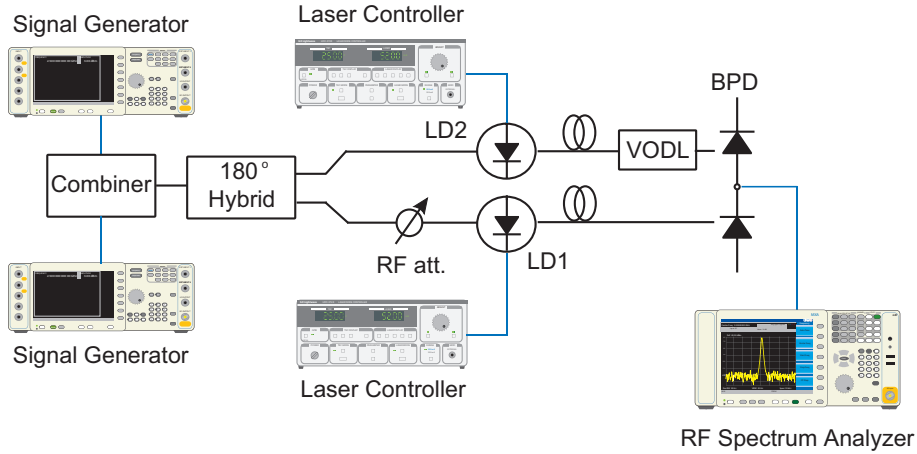 Signal Generator
Laser Controller
BPD
LD2
VODL
Combiner
180°
Hybrid
RF att.
LD1
Signal Generator
Laser Controller
RF Spectrum Analyzer